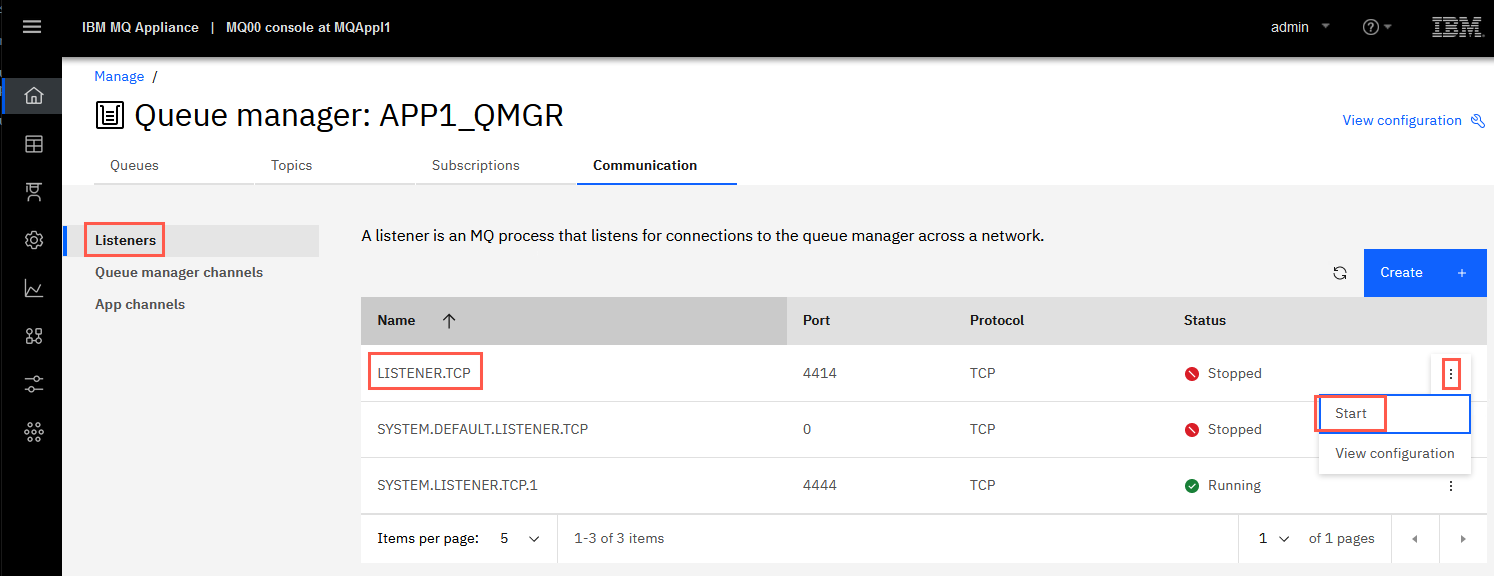 IBM MQ Appliance | MQ00 console at MQAppl1 admin IBM
Manage /
Queue manager: APP1_QMGR
View configuration
Queues Topics Subscriptions Communication
Listeners
Queue manager channels
App channels
A listener is an MQ process that listens for connections to the queue manager across a network.
Create +
Name Port Protocol Status
LISTENER.TCP 4414 TCP Stopped
Start
View configuration
SYSTEM.DEFAULT.LISTENER.TCP 0 TCP Stopped
SYSTEM.LISTENER.TCP.1 4444 TCP Running
Items per page: 5 1-3 of 3 items 1 of 1 pages